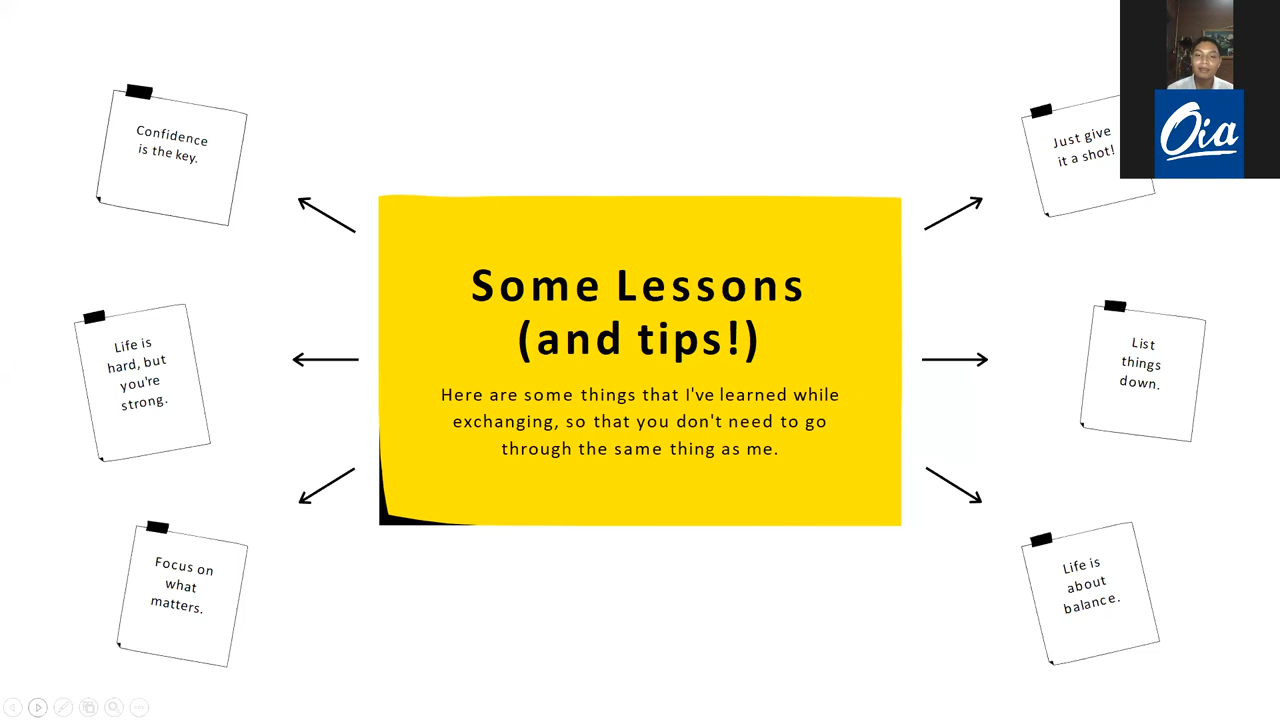 Confidence
is the key.
Life is
hard, but
you're
strong.
Focus on
what
matters.
Some Lessons
(and tips!)
Here are some things that I've learned while
exchanging, so that you don't need to go
through the same thing as me.
Just give
it a shot!
List
things
down.
Life is
about
balance.
Oia